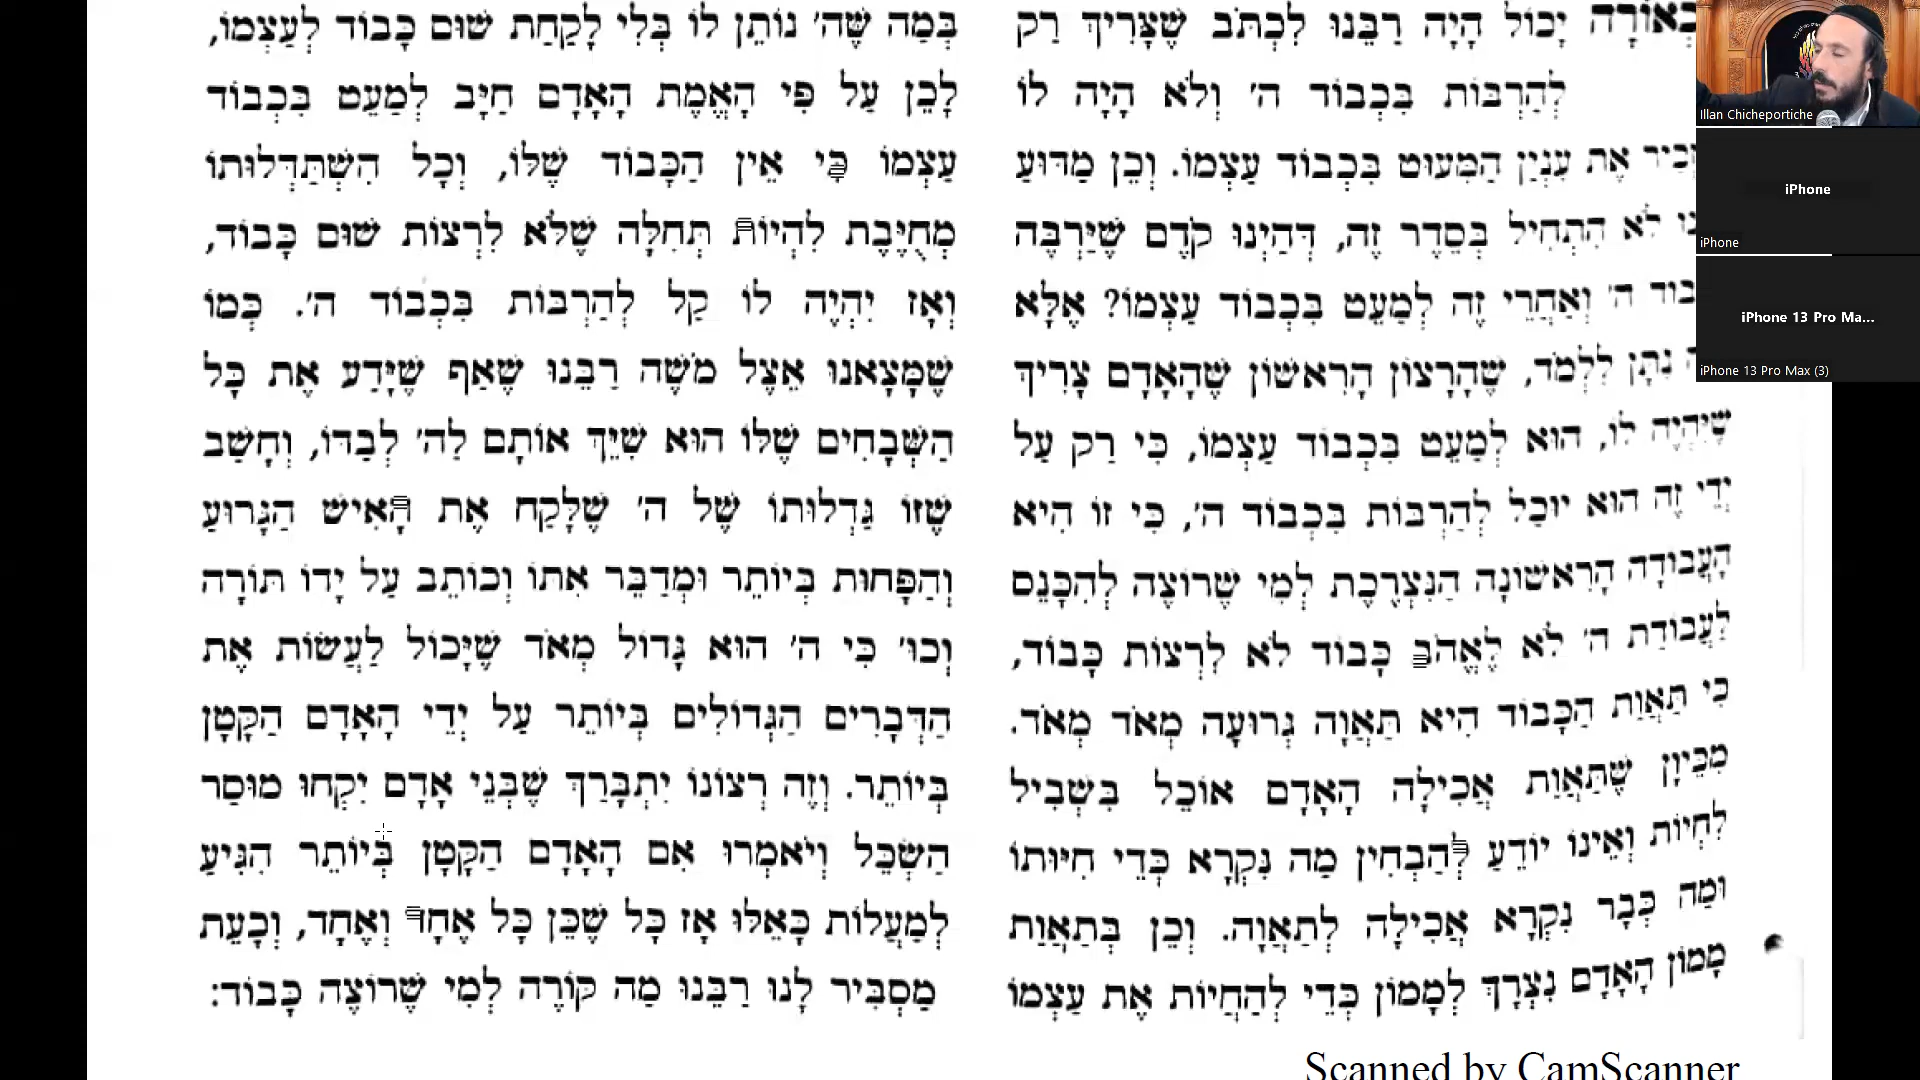 כָּאוֹרָה יָכוֹל הָיָה רַבֵּנוּ לִכְתֹּב שֶׁצָּרִיךְ רַק
לְהַרְבּוֹת בִּכְבוֹד ה' וְלֹא הָיָה לוֹ
אֶת עִנְיַן הַמִּעוּט בִּכְבוֹד עַצְמוֹ. וְכֵן מַדּוּעַ
לֹא הִתְחִיל בְּסֵדֶר זֶה, דְּהַיְנוּ קֹדֶם שֶׁיַּרְבֶּה
ה' וְאַחֲרֵי זֶה לְמַעֵט בִּכְבוֹד עַצְמוֹ? אֶלָּא
נִתָּן לִלְמֹד, שֶׁהָרָצוֹן הָרִאשׁוֹן שֶׁהָאָדָם צָרִיךְ
שֶׁיִּהְיֶה לוֹ, הוּא לְמַעֵט בִּכְבוֹד עַצְמוֹ, כִּי רַק עַל
יְדֵי זֶה הוּא יוּכַל לְהַרְבּוֹת בִּכְבוֹד ה', כִּי זוֹ הִיא
הָעֲבוֹדָה הָרִאשׁוֹנָה הַנִּצְרֶכֶת לְמִי שֶׁרוֹצֶה לְהִכָּנֵס
לַעֲבוֹדַת ה' לֹא לֶאֱהֹב כָּבוֹד לֹא לִרְצוֹת כָּבוֹד,
כִּי תַּאֲוַת הַכָּבוֹד הִיא תַּאֲוָה גְּרוּעָה מְאֹד מְאֹד.
מִכֵּיוָן שֶׁתַּאֲוַת אֲכִילָה הָאָדָם אוֹכֵל בִּשְׁבִיל
לִחְיוֹת וְאֵינוֹ יוֹדֵעַ לְהַבְחִין מַה נִּקְרָא כְּדֵי חִיּוּתוֹ
וּמַה כְּבָר נִקְרָא אֲכִילָה לְתַאֲוָה. וְכֵן בְּתַאֲוַת
מָמוֹן הָאָדָם נִצְרָךְ לְמָמוֹן כְּדֵי לְהַחֲיוֹת אֶת עַצְמוֹ
בְּמַה שֶּׁה' נוֹתֵן לוֹ בְּלִי לָקַחַת שׁוּם כָּבוֹד לְעַצְמוֹ,
לָכֵן עַל פִּי הָאֱמֶת הָאָדָם חַיָּב לְמַעֵט בִּכְבוֹד
עַצְמוֹ כִּי אֵין הַכָּבוֹד שֶׁלּוֹ, וְכָל הִשְׁתַּדְּלוּתוֹ
מְחֻיֶּבֶת לִהְיוֹת תְּחִלָּה שֶׁלֹּא לִרְצוֹת שׁוּם כָּבוֹד,
וְאָז יִהְיֶה לוֹ קַל לְהַרְבּוֹת בִּכְבוֹד ה'. כְּמוֹ
שֶׁמָּצָאנוּ אֵצֶל מֹשֶׁה רַבֵּנוּ שֶׁאַף שֶׁיָּדַע אֶת כָּל
הַשְּׁבָחִים שֶׁלּוֹ הוּא שִׁיֵּךְ אוֹתָם לַה' לְבַדּוֹ, וְחָשַׁב
שֶׁזּוֹ גַּדְלוּתוֹ שֶׁל ה' שֶׁלָּקַח אֶת הָאִישׁ הַגָּרוּעַ
וְהַפָּחוּת בְּיוֹתֵר וּמְדַבֵּר אִתּוֹ וְכוֹתֵב עַל יָדוֹ תּוֹרָה
וְכוּ' כִּי ה' הוּא גָּדוֹל מְאֹד שֶׁיָּכוֹל לַעֲשׂוֹת אֶת
הַדְּבָרִים הַגְּדוֹלִים בְּיוֹתֵר עַל יְדֵי הָאָדָם הַקָּטָן
בְּיוֹתֵר. וְזֶה רְצוֹנוֹ יִתְבָּרַךְ שֶׁבְּנֵי אָדָם יִקְחוּ מוּסַר
הַשְׂכֵּל וְיֹאמְרוּ אִם הָאָדָם הַקָּטָן בְּיוֹתֵר הִגִּיעַ
לְמַעֲלוֹת כָּאֵלּוּ אָז כָּל שֶׁכֵּן כָּל אֶחָד וְאֶחָד, וְכָעֵת
מַסְבִּיר לָנוּ רַבֵּנוּ מַה קּוֹרֶה לְמִי שֶׁרוֹצֶה כָּבוֹד:
Scanned by CamScanner
Illan Chicheportiche
iPhone
iPhone
iPhone 13 Pro Ma...
iPhone 13 Pro Max (3)